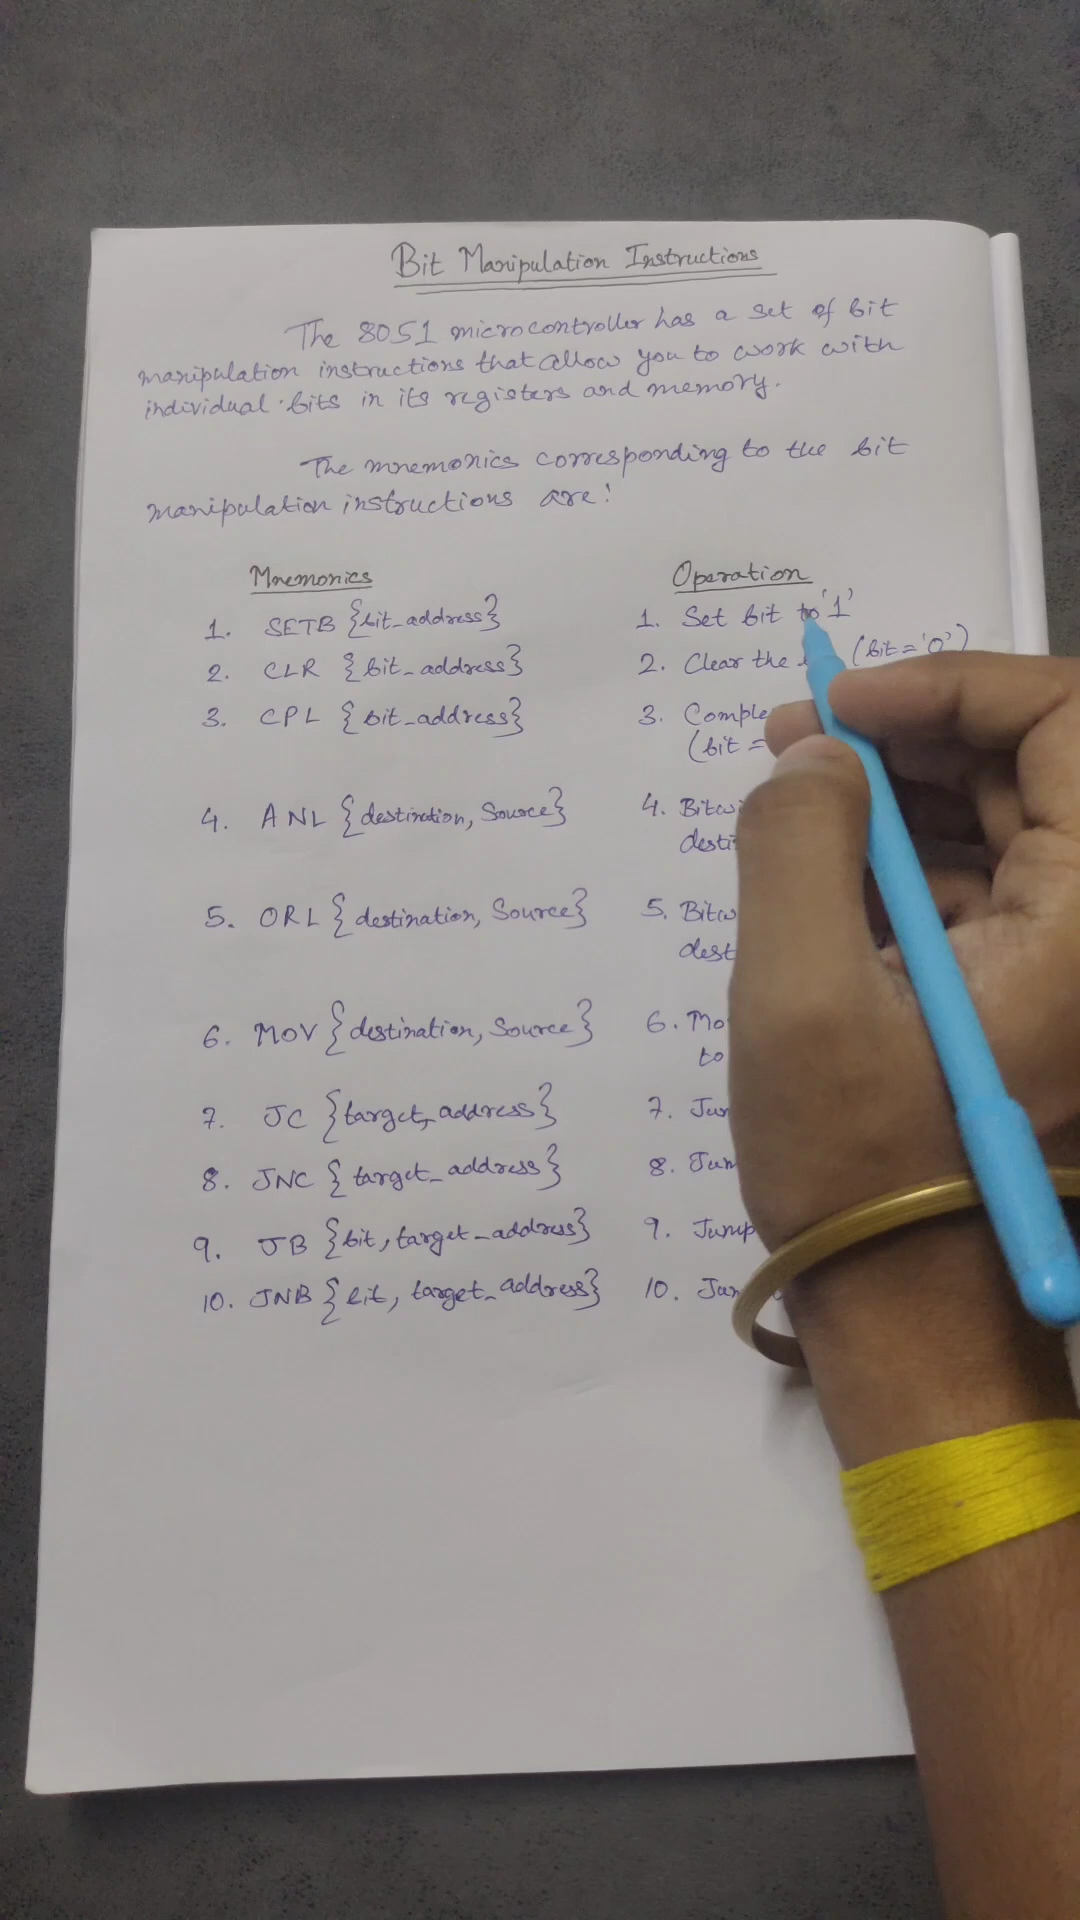 Bit Manipulation Instructions
The 8051 microcontroller has a set of bit
manipulation instructions that allow you to work with
individual bits in its registers and memory.
The mnemonics corresponding to the bit
manipulation instructions are:
Mnemonics Operation
1. SETB {bit_address} 1. Set bit to '1'
2. CLR {bit_address} 2. Clear the (bit = '0')
3. CPL {bit_address} 3. Comple
(bit =
4. ANL {destination, Source} 4. Bitwi
desti
5. ORL {destination, Source} 5. Bitw
dest
6. MOV {destination, Source} 6. Mo
to
7. JC {target_address} 7. Jum
8. JNC {target_address} 8. Jum
9. JB {bit, target_address} 9. Jump
10. JNB {bit, target_address} 10. Jum